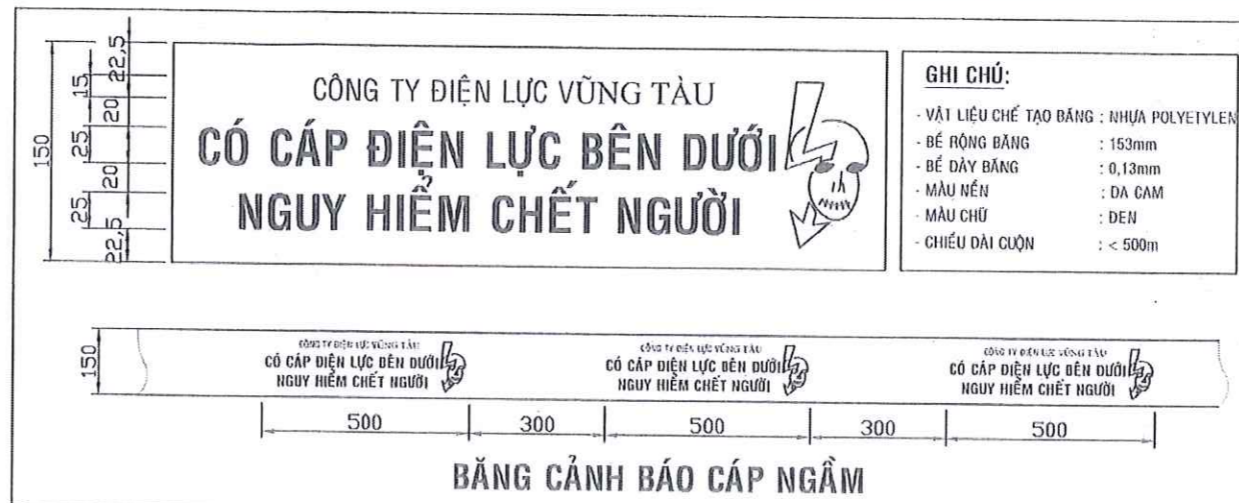 150
22,5
15
20
25
20
25
22,5
CÔNG TY ĐIỆN LỰC VŨNG TÀU
CÓ CÁP ĐIỆN LỰC BÊN DƯỚI
NGUY HIỂM CHẾT NGƯỜI
GHI CHÚ:
- VẬT LIỆU CHẾ TẠO BĂNG : NHỰA POLYETYLEN
- BỀ RỘNG BĂNG : 153mm
- BỀ DÀY BĂNG : 0,13mm
- MÀU NỀN : DA CAM
- MÀU CHỮ : ĐEN
- CHIỀU DÀI CUỘN : < 500m
150
CÔNG TY ĐIỆN LỰC VŨNG TÀU
CÓ CÁP ĐIỆN LỰC BÊN DƯỚI
NGUY HIỂM CHẾT NGƯỜI
CÔNG TY ĐIỆN LỰC VŨNG TÀU
CÓ CÁP ĐIỆN LỰC BÊN DƯỚI
NGUY HIỂM CHẾT NGƯỜI
CÔNG TY ĐIỆN LỰC VŨNG TÀU
CÓ CÁP ĐIỆN LỰC BÊN DƯỚI
NGUY HIỂM CHẾT NGƯỜI
500 300 500 300 500
BĂNG CẢNH BÁO CÁP NGẦM